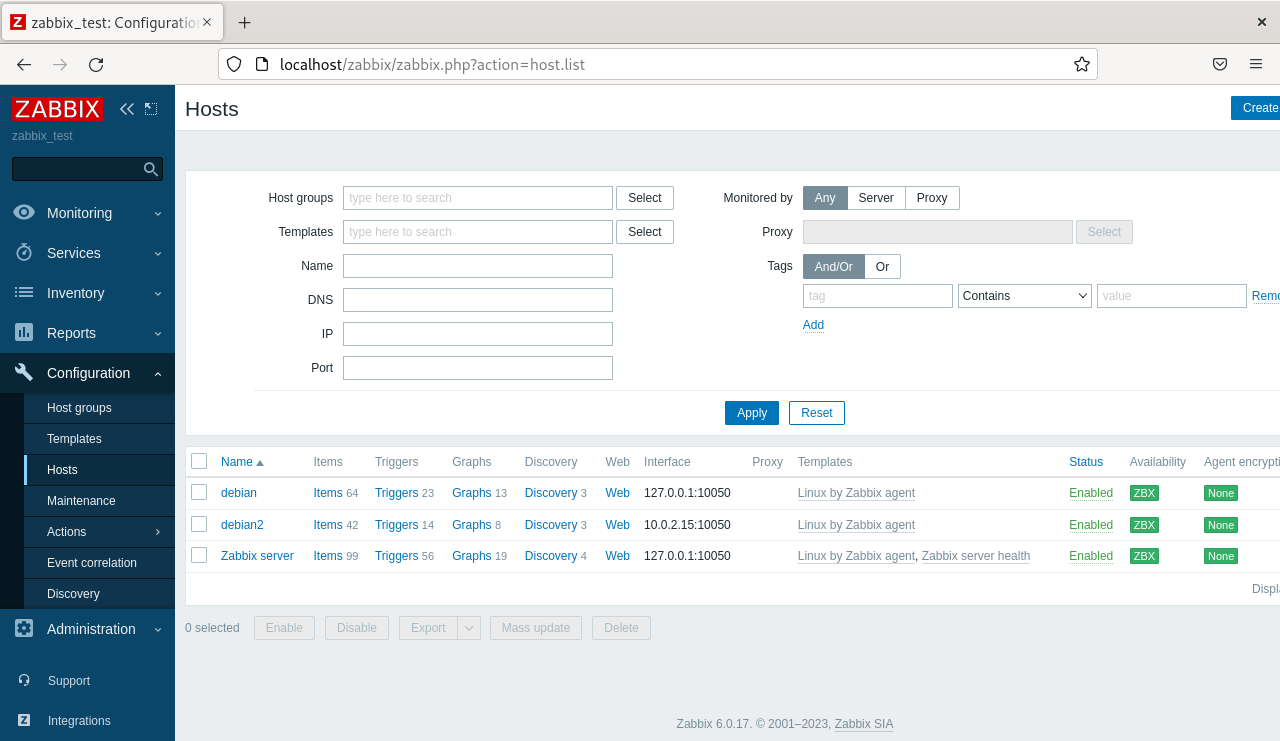 zabbix_test: Configuration
localhost/zabbix/zabbix.php?action=host.list
ZABBIX
zabbix_test
Monitoring
Services
Inventory
Reports
Configuration
Host groups
Templates
Hosts
Maintenance
Actions
Event correlation
Discovery
Administration
Support
Z Integrations
Hosts
Create
Host groups type here to search Select
Templates type here to search Select
Name
DNS
IP
Port
Monitored by Any Server Proxy
Proxy Select
Tags And/Or Or
tag Contains value Remo
Add
Apply Reset
Name Items Triggers Graphs Discovery Web Interface Proxy Templates Status Availability Agent encrypti
debian Items 64 Triggers 23 Graphs 13 Discovery 3 Web 127.0.0.1:10050 Linux by Zabbix agent Enabled ZBX None
debian2 Items 42 Triggers 14 Graphs 8 Discovery 3 Web 10.0.2.15:10050 Linux by Zabbix agent Enabled ZBX None
Zabbix server Items 99 Triggers 56 Graphs 19 Discovery 4 Web 127.0.0.1:10050 Linux by Zabbix agent, Zabbix server health Enabled ZBX None
Displa
0 selected Enable Disable Export Mass update Delete
Zabbix 6.0.17. © 2001–2023, Zabbix SIA